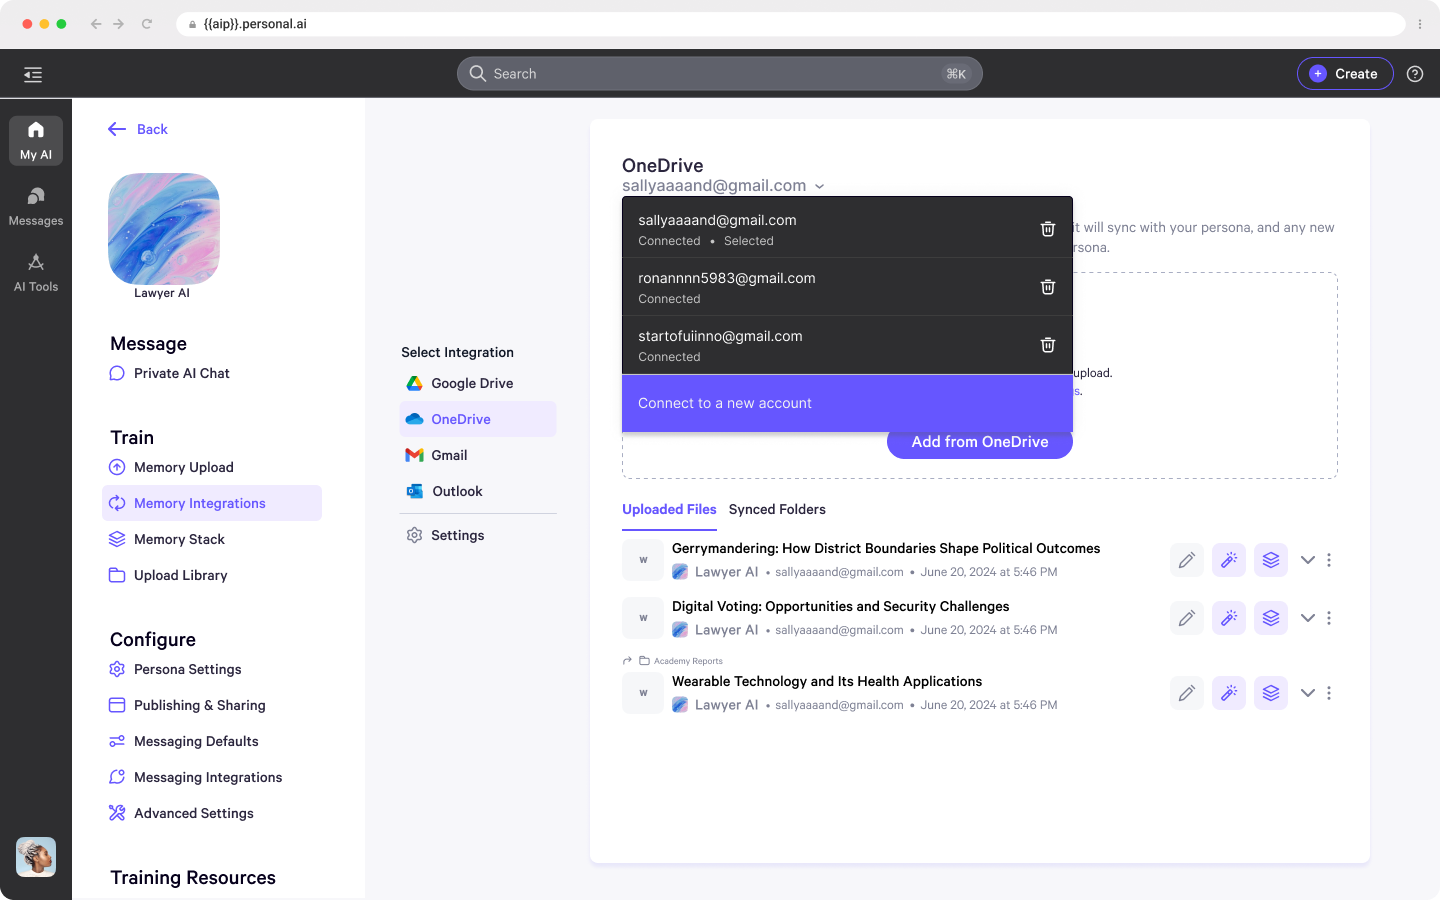 {{aip}}.personal.ai
Search
⌘K
Create
My AI
Messages
AI Tools
Back
Lawyer AI
Message
Private AI Chat
Train
Memory Upload
Memory Integrations
Memory Stack
Upload Library
Configure
Persona Settings
Publishing & Sharing
Messaging Defaults
Messaging Integrations
Advanced Settings
Training Resources
Select Integration
Google Drive
OneDrive
Gmail
Outlook
Settings
OneDrive
sallyaaaand@gmail.com
sallyaaaand@gmail.com
Connected • Selected
ronannnn5983@gmail.com
Connected
startofuiinno@gmail.com
Connected
Connect to a new account
it will sync with your persona, and any new
rsona.
upload.
s.
Add from OneDrive
Uploaded Files
Synced Folders
W
Gerrymandering: How District Boundaries Shape Political Outcomes
Lawyer AI • sallyaaaand@gmail.com • June 20, 2024 at 5:46 PM
W
Digital Voting: Opportunities and Security Challenges
Lawyer AI • sallyaaaand@gmail.com • June 20, 2024 at 5:46 PM
Academy Reports
W
Wearable Technology and Its Health Applications
Lawyer AI • sallyaaaand@gmail.com • June 20, 2024 at 5:46 PM